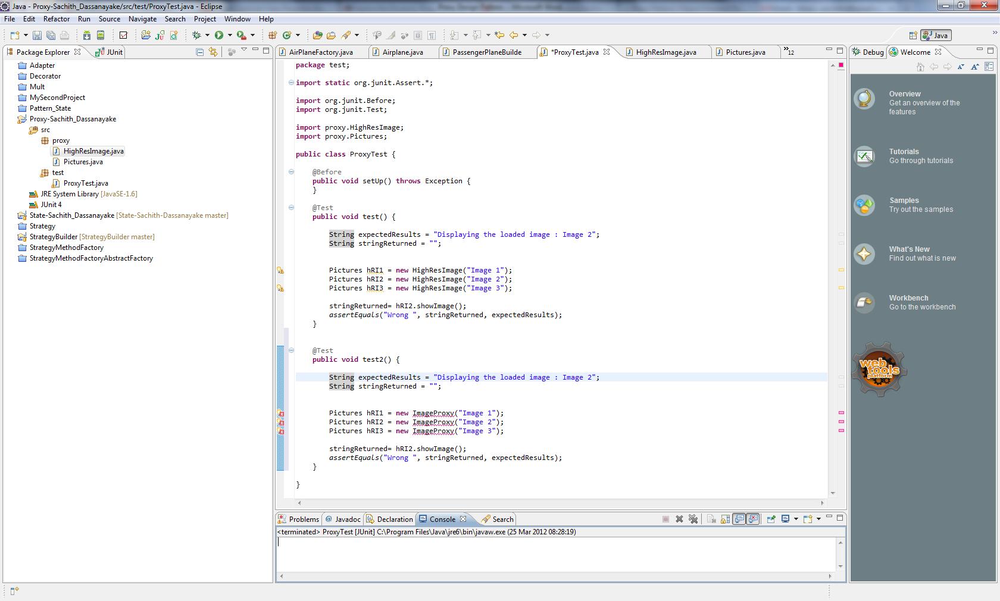 Java - Proxy-Sachith_Dassanayake/src/test/ProxyTest.java - Eclipse
File Edit Refactor Run Source Navigate Search Project Window Help
Java
Package Explorer JUnit
AirPlaneFactory.java Airplane.java PassengerPlaneBuilde *ProxyTest.java HighResImage.java Pictures.java »12
Debug Welcome
Adapter
Decorator
Mult
MySecondProject
Pattern_State
Proxy-Sachith_Dassanayake
src
proxy
HighResImage.java
Pictures.java
test
ProxyTest.java
JRE System Library [JavaSE-1.6]
JUnit 4
State-Sachith_Dassanayake [State-Sachith-Dassanayake master]
Strategy
StrategyBuilder [StrategyBuilder master]
StrategyMethodFactory
StrategyMethodFactoryAbstractFactory
package test;
import static org.junit.Assert.*;
import org.junit.Before;
import org.junit.Test;
import proxy.HighResImage;
import proxy.Pictures;
public class ProxyTest {
@Before
public void setUp() throws Exception {
}
@Test
public void test() {
String expectedResults = "Displaying the loaded image : Image 2";
String stringReturned = "";
Pictures hRI1 = new HighResImage("Image 1");
Pictures hRI2 = new HighResImage("Image 2");
Pictures hRI3 = new HighResImage("Image 3");
stringReturned= hRI2.showImage();
assertEquals("Wrong ", stringReturned, expectedResults);
}
@Test
public void test2() {
String expectedResults = "Displaying the loaded image : Image 2";
String stringReturned = "";
Pictures hRI1 = new ImageProxy("Image 1");
Pictures hRI2 = new ImageProxy("Image 2");
Pictures hRI3 = new ImageProxy("Image 3");
stringReturned= hRI2.showImage();
assertEquals("Wrong ", stringReturned, expectedResults);
}
}
Overview
Get an overview of the
features
Tutorials
Go through tutorials
Samples
Try out the samples
What's New
Find out what is new
Workbench
Go to the workbench
web
tools
platform
Problems Javadoc Declaration Console Search
<terminated> ProxyTest [JUnit] C:\Program Files\Java\jre6\bin\javaw.exe (25 Mar 2012 08:28:19)